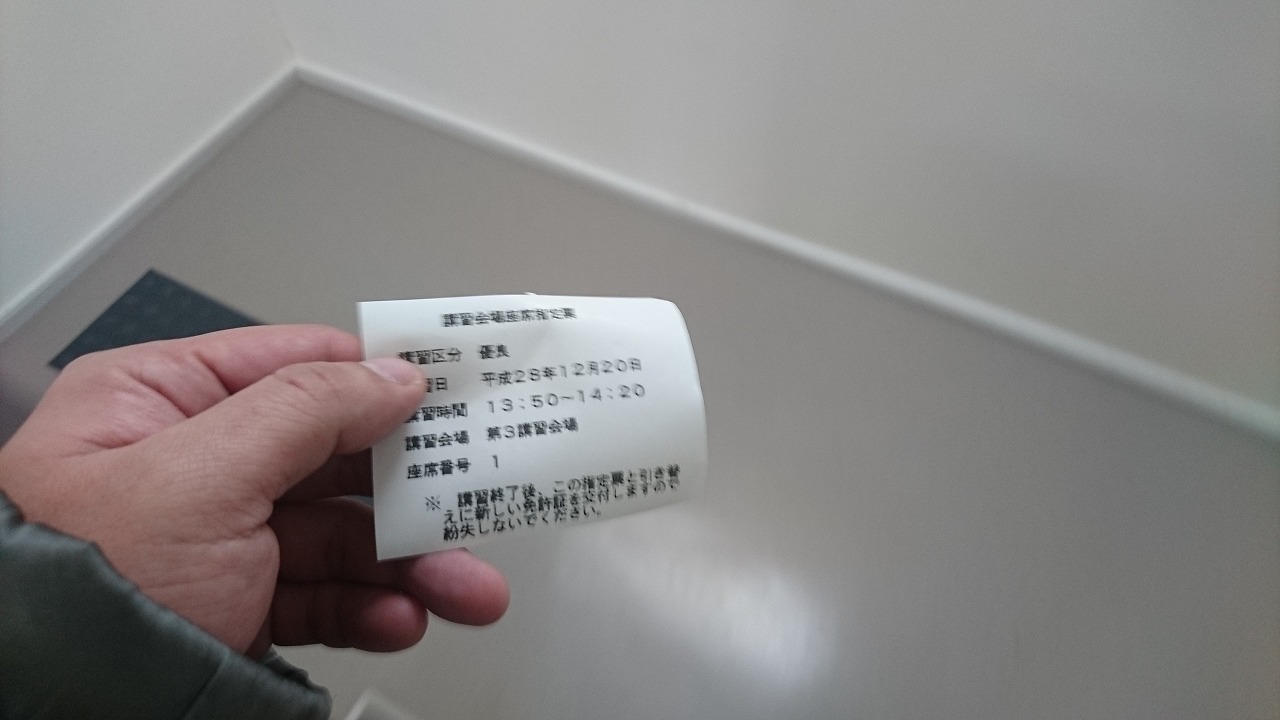 講習会場座席指定票
講習区分 優良
習日 平成28年12月20日
講習時間 13:50~14:20
講習会場 第3講習会場
座席番号 1
※ 講習終了後、この指定票と引き替
えに新しい免許証を交付しますので
紛失しないでください。